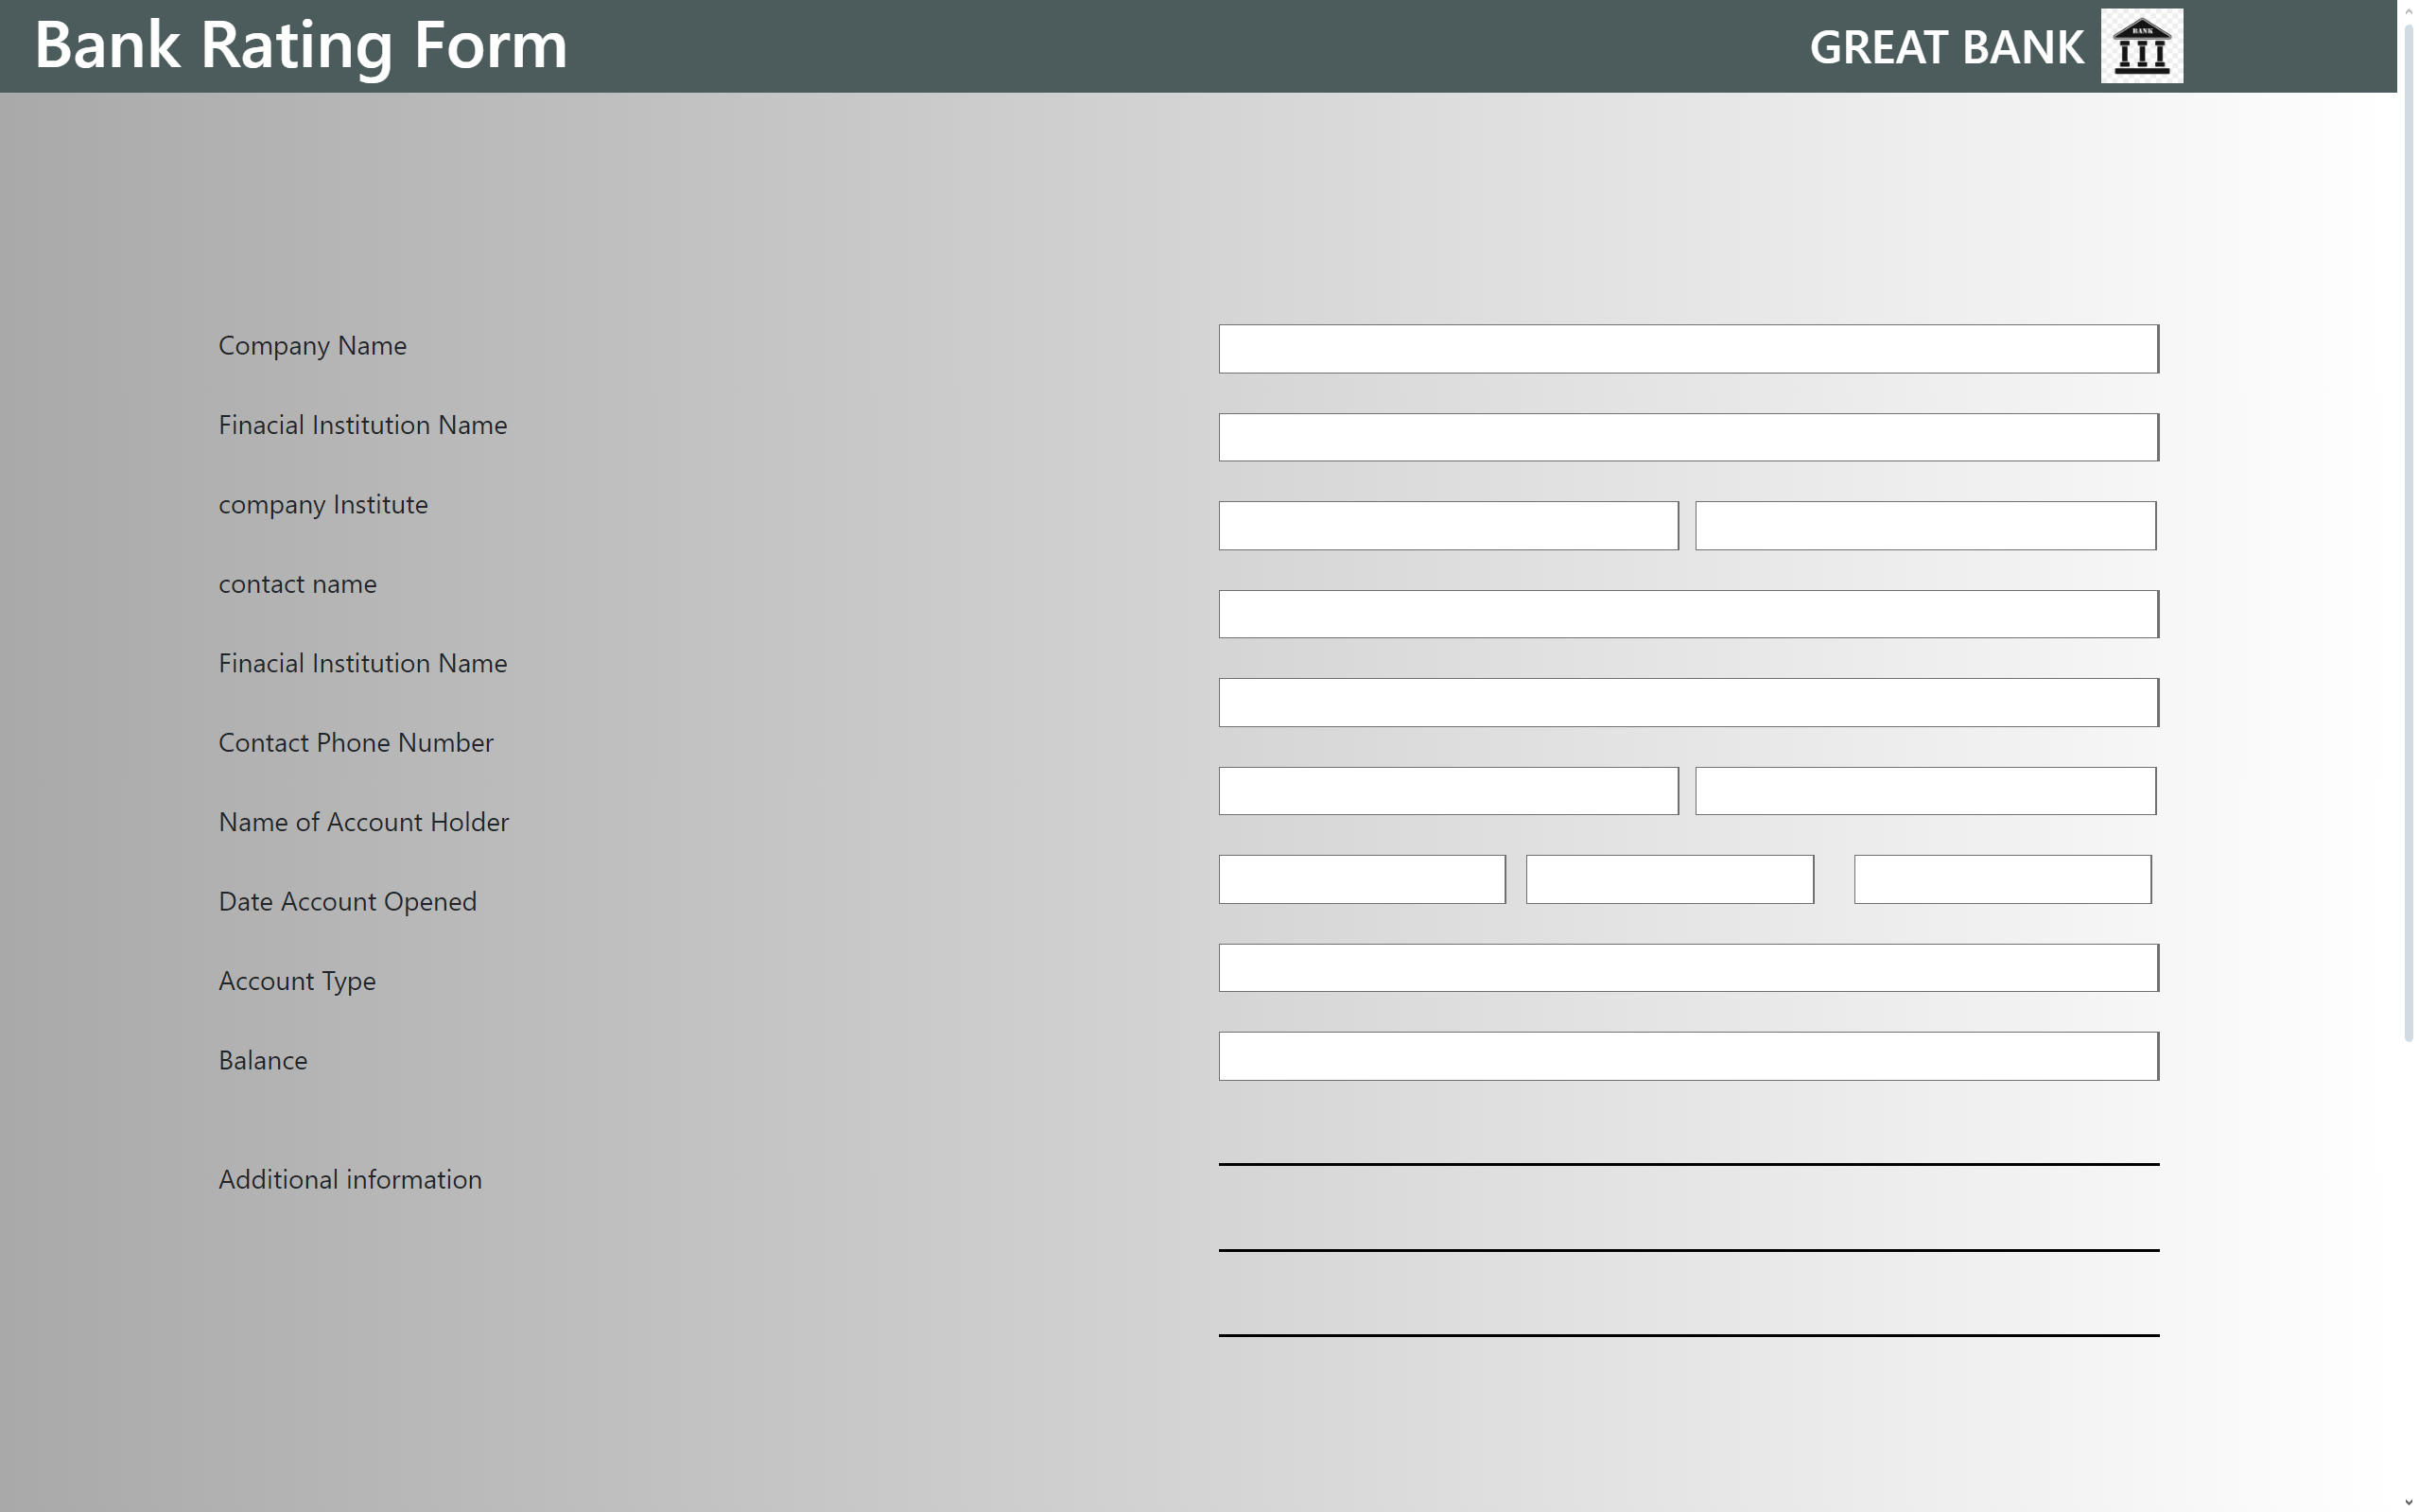 Bank Rating Form
GREAT BANK
BANK
Company Name
Finacial Institution Name
company Institute
contact name
Finacial Institution Name
Contact Phone Number
Name of Account Holder
Date Account Opened
Account Type
Balance
Additional information